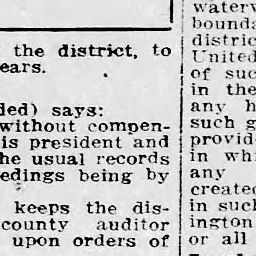 the district, to
ears.
ded) says:
without compen-
is president and
he usual records
edings being by
keeps the dis-
county auditor
upon orders of
waterv
bounda
distric
United
of suc
in the
any h
such g
provid
in whi
any
create
in such
ington
or all